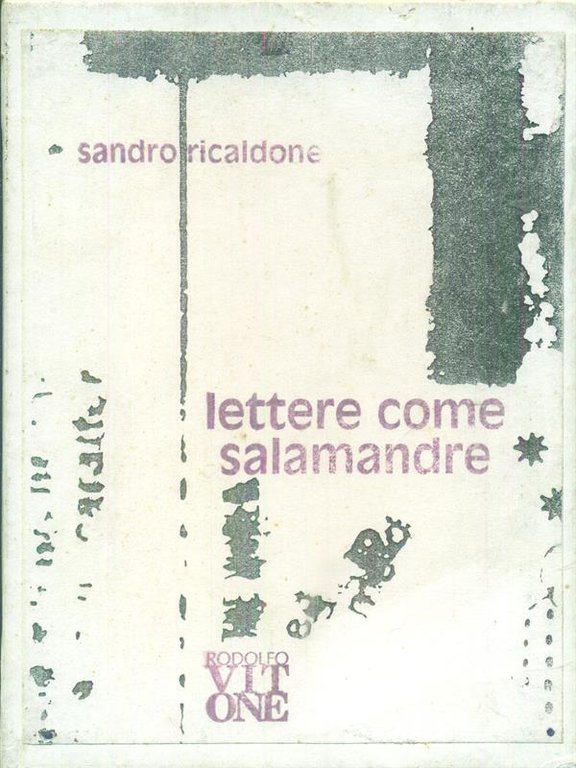 sandro ricaldone
lettere come
salamandre
RODOLFO
VIT
ONE